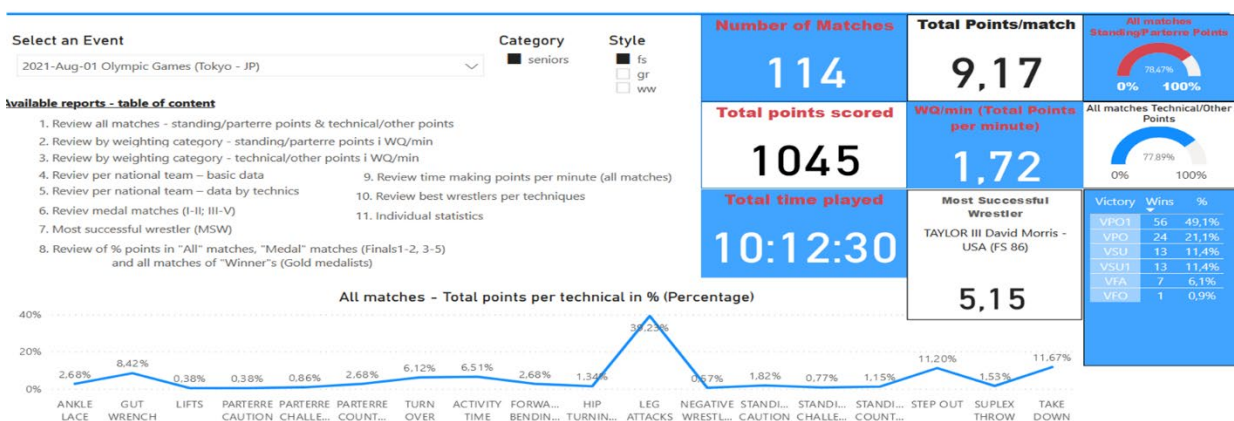 Select an Event
2021-Aug-01 Olympic Games (Tokyo - JP)
Category
seniors
Style
fs
gr
ww
Available reports - table of content
1. Review all matches - standing/parterre points & technical/other points
2. Review by weighting category - standing/parterre points i WQ/min
3. Review by weighting category - technical/other points i WQ/min
4. Reviev per national team – basic data
5. Reviev per national team – data by technics
6. Reviev medal matches (I-II; III-V)
7. Most successful wrestler (MSW)
8. Review of % points in "All" matches, "Medal" matches (Finals1-2, 3-5)
and all matches of "Winner"s (Gold medalists)
9. Review time making points per minute (all matches)
10. Review best wrestlers per techniques
11. Individual statistics
Number of Matches
114
Total Points/match
9,17
All matches
Standing/Parterre Points
78.47%
0% 100%
Total points scored
1045
WQ/min (Total Points
per minute)
1,72
All matches Technical/Other
Points
77.89%
0% 100%
Total time played
10:12:30
Most Successful
Wrestler
TAYLOR III David Morris -
USA (FS 86)
5,15
Victory Wins %
VPO1 56 49,1%
VPO 24 21,1%
VSU 13 11,4%
VSU1 13 11,4%
VFA 7 6,1%
VFO 1 0,9%
All matches - Total points per technical in % (Percentage)
40%
20%
0%
2,68% 8,42% 0,38% 0,38% 0,86% 2,68% 6,12% 6,51% 2,68% 1,34% 39,23% 0,57% 1,82% 0,77% 1,15% 11,20% 1,53% 11,67%
ANKLE LACE
GUT WRENCH
LIFTS
PARTERRE CAUTION
PARTERRE CHALLE...
PARTERRE COUNT...
TURN OVER
ACTIVITY TIME
FORWA... BENDIN...
HIP TURNIN...
LEG ATTACKS
NEGATIVE WRESTL...
STANDI... CAUTION
STANDI... CHALLE...
STANDI... COUNT...
STEP OUT
SUPLEX THROW
TAKE DOWN